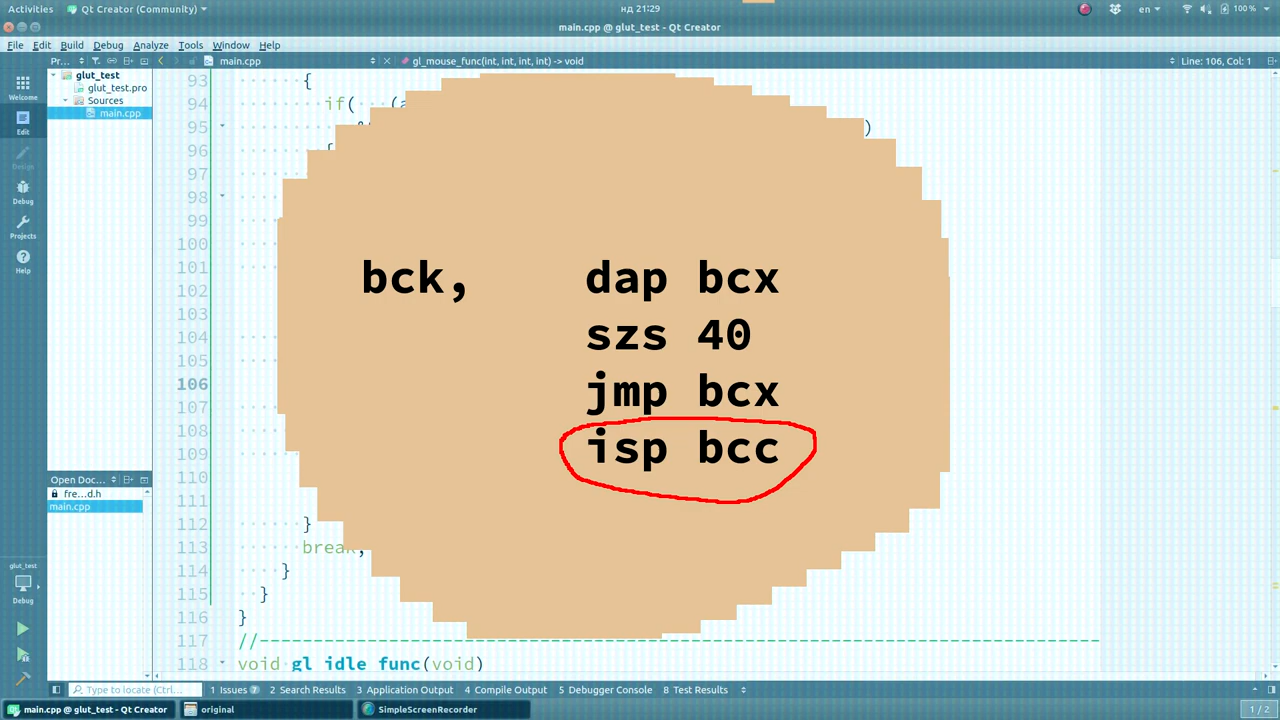 Activities Qt Creator (Community) нд 21:29 en 100 %
main.cpp @ glut_test - Qt Creator
File Edit Build Debug Analyze Tools Window Help
Pr... main.cpp gl_mouse_func(int, int, int, int) -> void Line: 106, Col: 1
Welcome
Edit
Design
Debug
Projects
Help
glut_test
glut_test.pro
Sources
main.cpp
93 {
94 if( (a
95 & )
96 {
97
98
99
100
101
102
103
104
105
106
107
108
109
110
111
112 }
113 break;
114 }
115 }
116 }
117 //------------------------------------------------------------------------------
118 void gl_idle_func(void)
bck, dap bcx
szs 40
jmp bcx
isp bcc
Open Doc...
fre...d.h
main.cpp
glut_test
Debug
Type to locate (Ctrl... 1 Issues 7 2 Search Results 3 Application Output 4 Compile Output 5 Debugger Console 8 Test Results
main.cpp @ glut_test - Qt Creator original SimpleScreenRecorder 1 / 2